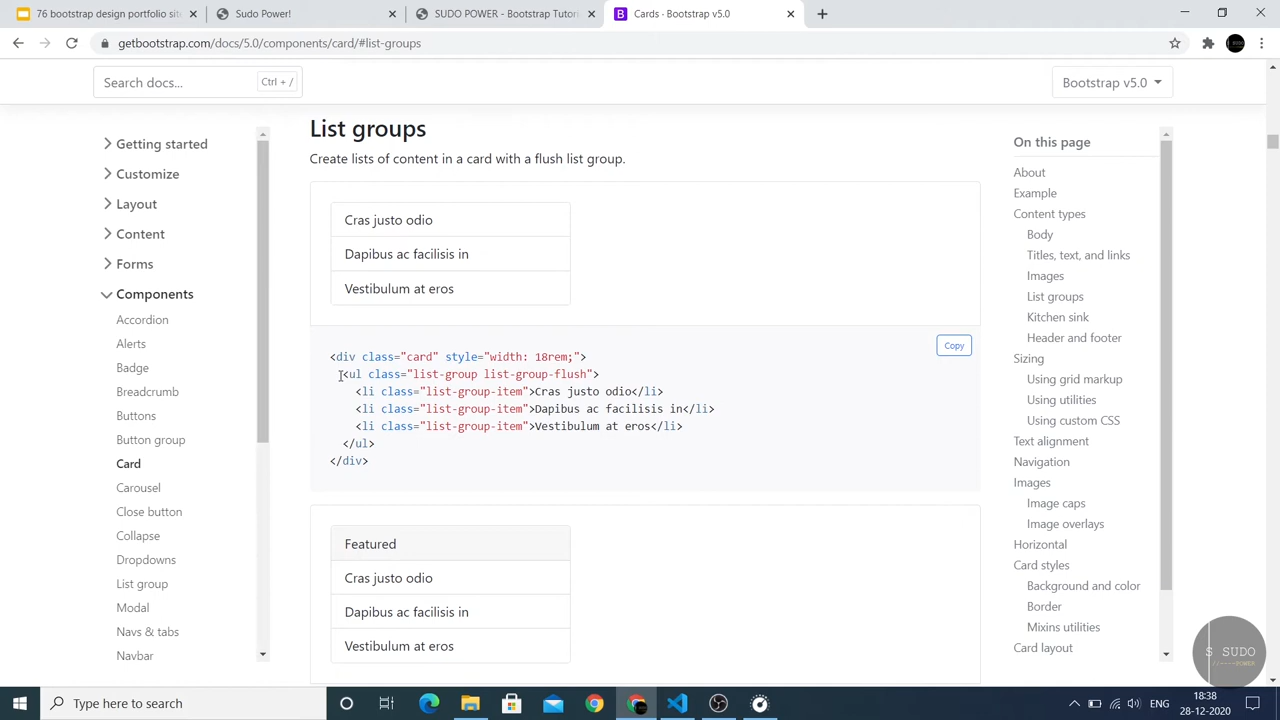 76 bootstrap design portfolio sit
Sudo Power!
SUDO POWER - Bootstrap Tutori
Cards · Bootstrap v5.0
getbootstrap.com/docs/5.0/components/card/#list-groups
Search docs...
Ctrl + /
Bootstrap v5.0
Getting started
Customize
Layout
Content
Forms
Components
Accordion
Alerts
Badge
Breadcrumb
Buttons
Button group
Card
Carousel
Close button
Collapse
Dropdowns
List group
Modal
Navs & tabs
Navbar
List groups
Create lists of content in a card with a flush list group.
Cras justo odio
Dapibus ac facilisis in
Vestibulum at eros
Copy
<div class="card" style="width: 18rem;">
<ul class="list-group list-group-flush">
<li class="list-group-item">Cras justo odio</li>
<li class="list-group-item">Dapibus ac facilisis in</li>
<li class="list-group-item">Vestibulum at eros</li>
</ul>
</div>
Featured
Cras justo odio
Dapibus ac facilisis in
Vestibulum at eros
On this page
About
Example
Content types
Body
Titles, text, and links
Images
List groups
Kitchen sink
Header and footer
Sizing
Using grid markup
Using utilities
Using custom CSS
Text alignment
Navigation
Images
Image caps
Image overlays
Horizontal
Card styles
Background and color
Border
Mixins utilities
Card layout
$ SUDO
//----POWER
Type here to search
ENG
18:38
28-12-2020